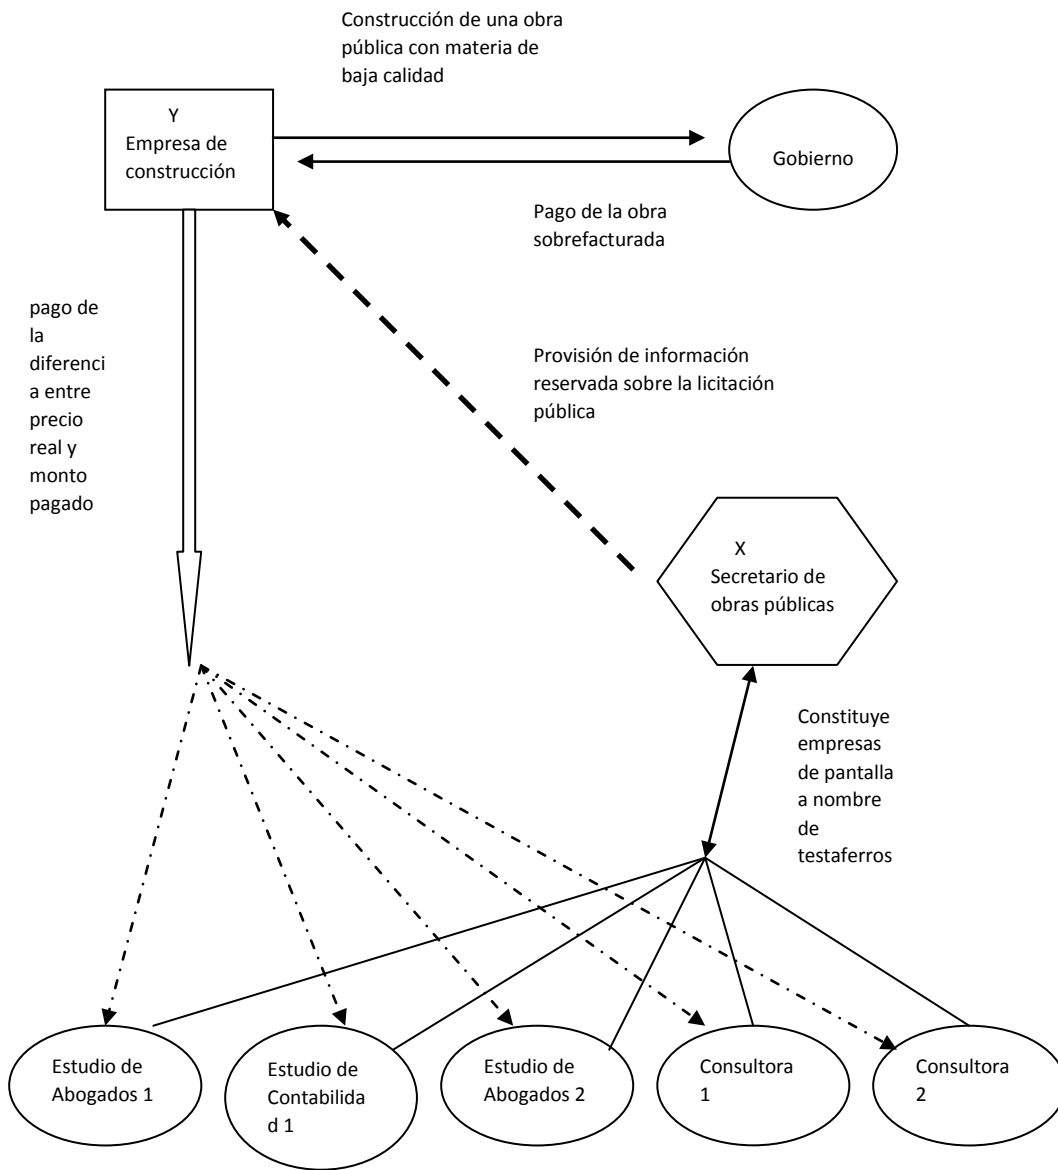 Construcción de una obra
pública con materia de
baja calidad
Y
Empresa de
construcción
Gobierno
Pago de la obra
sobrefacturada
pago de
la
diferenci
a entre
precio
real y
monto
pagado
Provisión de información
reservada sobre la licitación
pública
X
Secretario de
obras públicas
Constituye
empresas
de pantalla
a nombre
de
testaferros
Estudio de
Abogados 1
Estudio de
Contabilida
d 1
Estudio de
Abogados 2
Consultora
1
Consultora
2